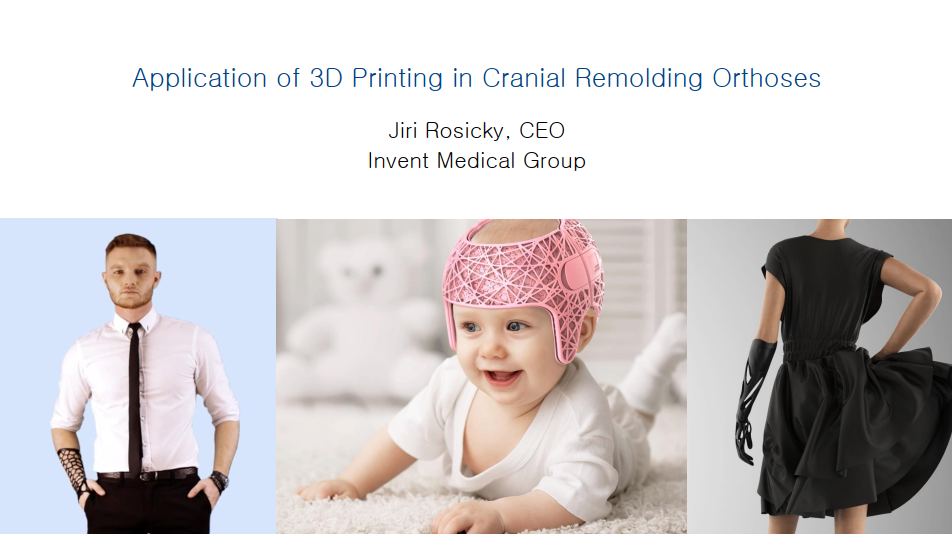 Application of 3D Printing in Cranial Remolding Orthoses
Jiri Rosicky, CEO
Invent Medical Group